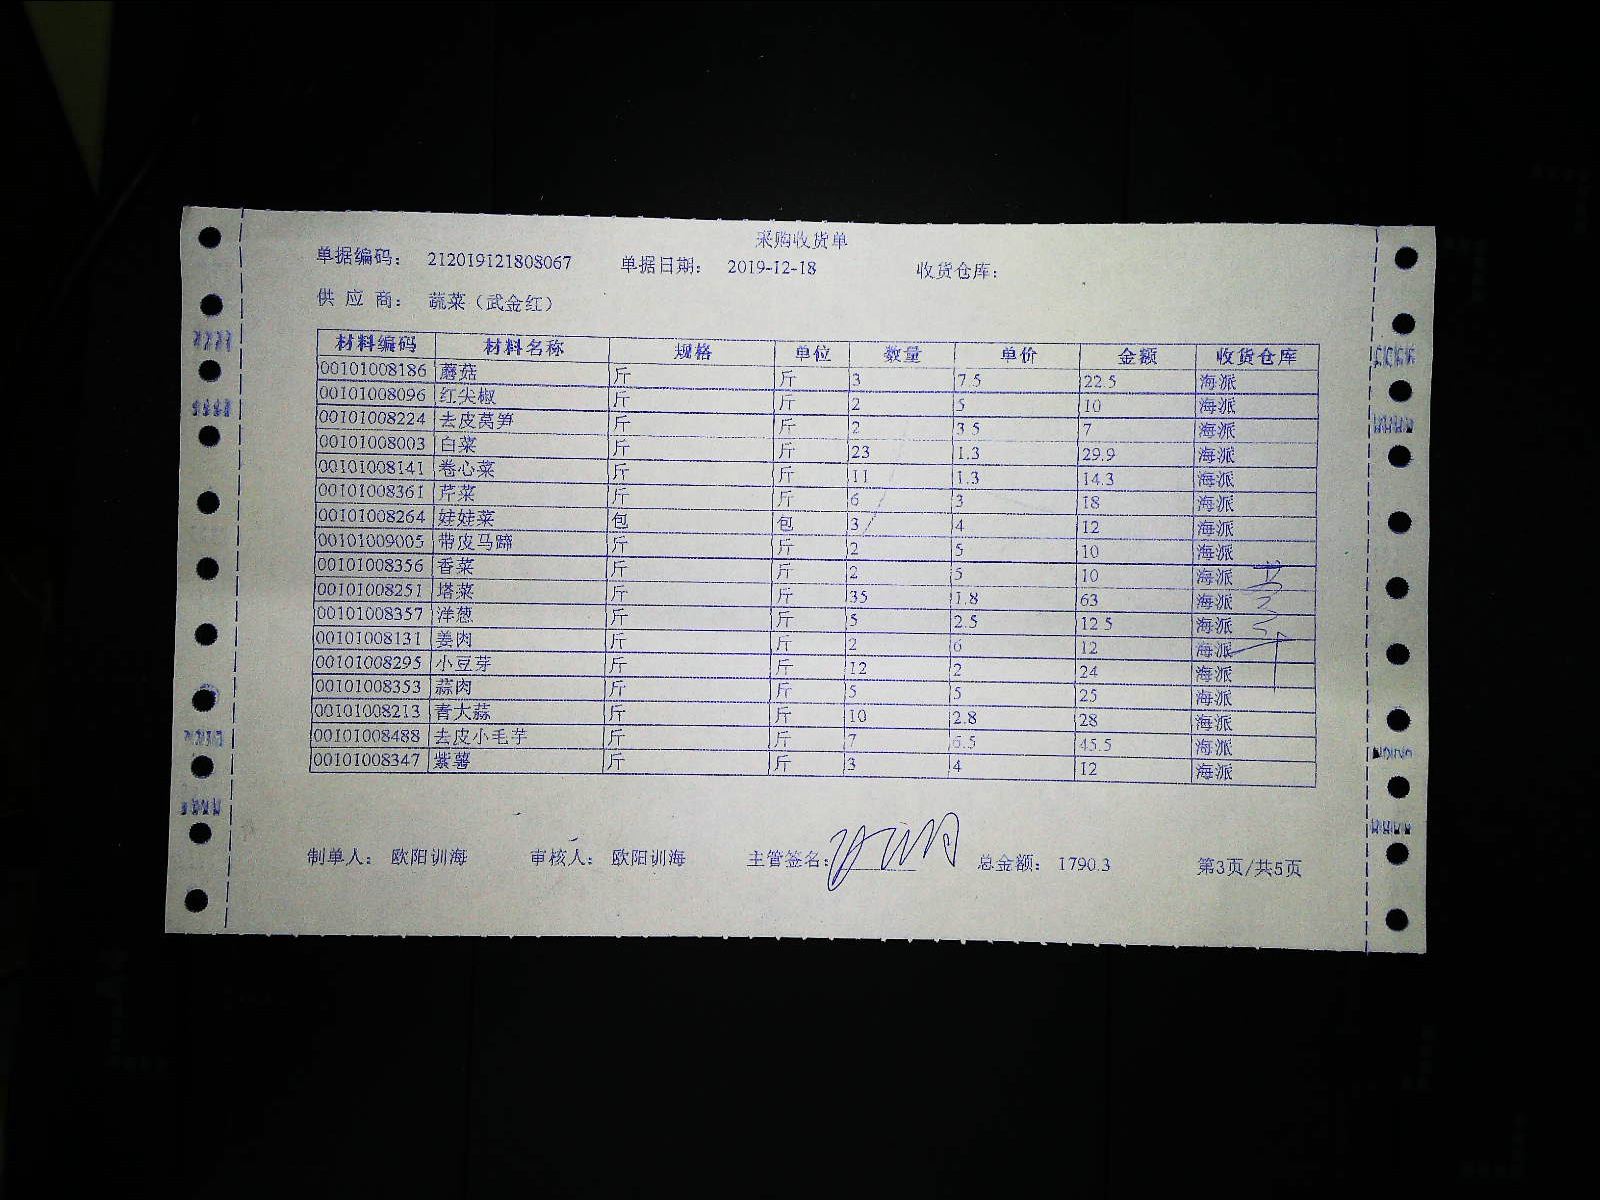 采购收货单
单据编码： 212019121808067 单据日期： 2019-12-18 收货仓库：
供 应 商： 蔬菜（武金红）
材料编码 材料名称 规格 单位 数量 单价 金额 收货仓库
00101008186 蘑菇 斤 斤 3 7.5 22.5 海派
00101008096 红尖椒 斤 斤 2 5 10 海派
00101008224 去皮莴笋 斤 斤 2 3.5 7 海派
00101008003 白菜 斤 斤 23 1.3 29.9 海派
00101008141 卷心菜 斤 斤 11 1.3 14.3 海派
00101008361 芹菜 斤 斤 6 3 18 海派
00101008264 娃娃菜 包 包 3 4 12 海派
00101009005 带皮马蹄 斤 斤 2 5 10 海派
00101008356 香菜 斤 斤 2 5 10 海派
00101008251 塔菜 斤 斤 35 1.8 63 海派
00101008357 洋葱 斤 斤 5 2.5 12.5 海派
00101008131 姜肉 斤 斤 2 6 12 海派
00101008295 小豆芽 斤 斤 12 2 24 海派
00101008353 蒜肉 斤 斤 5 5 25 海派
00101008213 青大蒜 斤 斤 10 2.8 28 海派
00101008488 去皮小毛芋 斤 斤 7 6.5 45.5 海派
00101008347 紫薯 斤 斤 3 4 12 海派
制单人： 欧阳训海 审核人： 欧阳训海 主管签名： 总金额： 1790.3 第3页/共5页